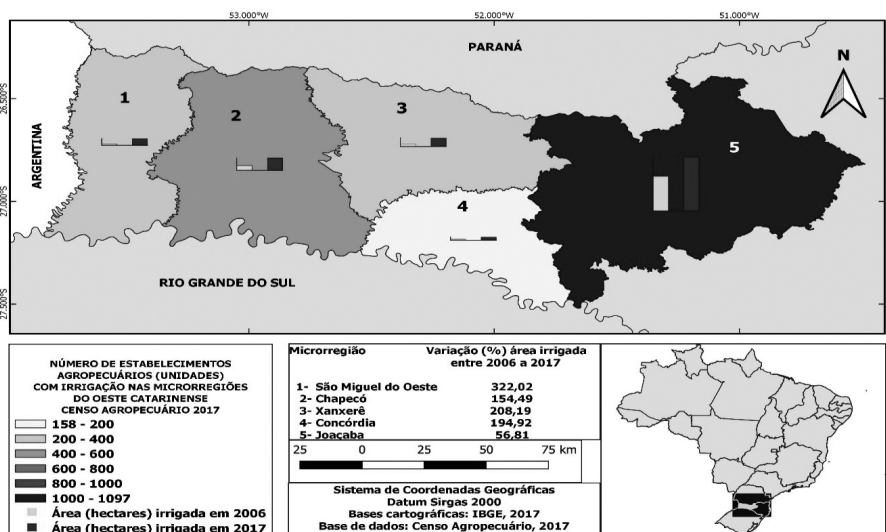 53.000°W
52.000°W
51.000°W
PARANÁ
N
26.500°S
27.000°S
27.500°S
ARGENTINA
1
2
3
4
5
RIO GRANDE DO SUL
NÚMERO DE ESTABELECIMENTOS
AGROPECUÁRIOS (UNIDADES)
COM IRRIGAÇÃO NAS MICRORREGIÕES
DO OESTE CATARINENSE
CENSO AGROPECUÁRIO 2017
158 - 200
200 - 400
400 - 600
600 - 800
800 - 1000
1000 - 1097
Área (hectares) irrigada em 2006
Área (hectares) irrigada em 2017
Microrregião Variação (%) área irrigada
entre 2006 a 2017
1- São Miguel do Oeste 322,02
2- Chapecó 154,49
3- Xanxerê 208,19
4- Concórdia 194,92
5- Joaçaba 56,81
25 0 25 50 75 km
Sistema de Coordenadas Geográficas
Datum Sirgas 2000
Bases cartográficas: IBGE, 2017
Base de dados: Censo Agropecuário, 2017